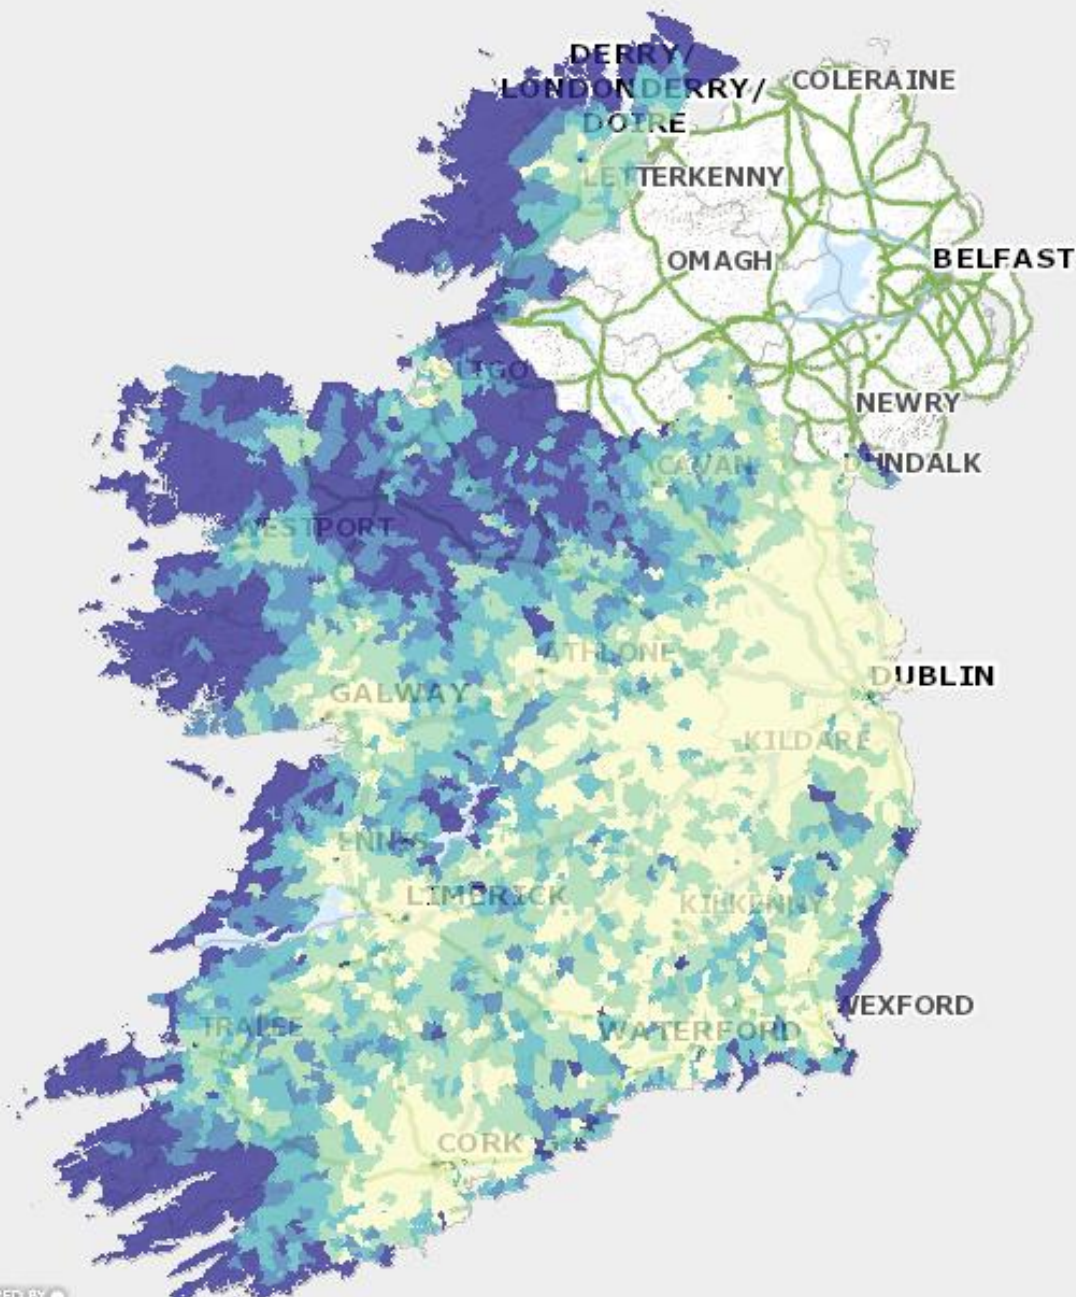 DERRY/
LONDONDERRY/
DOIRE
COLERAINE
LETTERKENNY
OMAGH
BELFAST
SLIGO
NEWRY
CAVAN
DUNDALK
WESTPORT
ATHLONE
DUBLIN
GALWAY
KILDARE
ENNIS
LIMERICK
KILKENNY
WEXFORD
TRALEE
WATERFORD
CORK